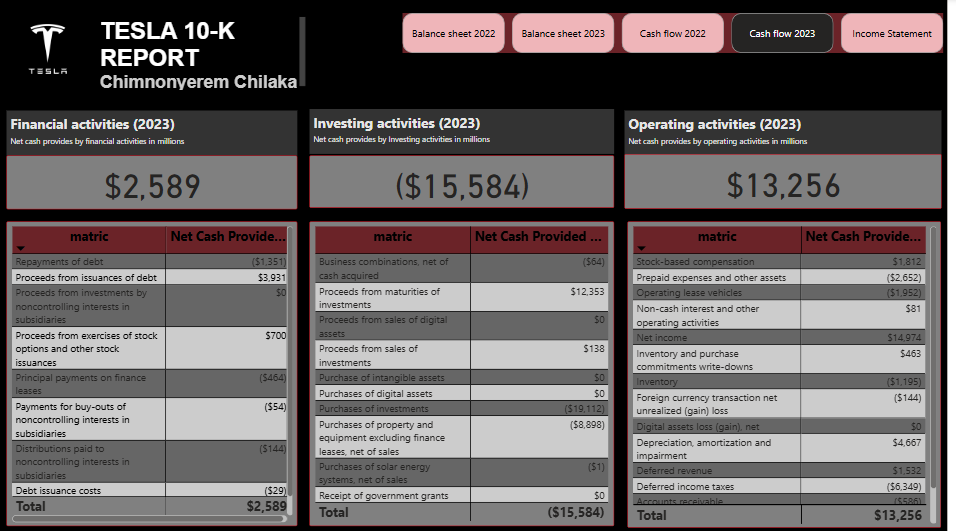 TESLA
TESLA 10-K
REPORT
Chimnonyerem Chilaka
Balance sheet 2022
Balance sheet 2023
Cash flow 2022
Cash flow 2023
Income Statement
Financial activities (2023)
Net cash provides by financial activities in millions
$2,589
matric Net Cash Provide...
Repayments of debt ($1,351)
Proceeds from issuances of debt $3,931
Proceeds from investments by $0
noncontrolling interests in
subsidiaries
Proceeds from exercises of stock $700
options and other stock
issuances
Principal payments on finance ($464)
leases
Payments for buy-outs of ($54)
noncontrolling interests in
subsidiaries
Distributions paid to ($144)
noncontrolling interests in
subsidiaries
Debt issuance costs ($29)
Total $2,589
Investing activities (2023)
Net cash provides by Investing activities in millions
($15,584)
matric Net Cash Provided ...
Business combinations, net of ($64)
cash acquired
Proceeds from maturities of $12,353
investments
Proceeds from sales of digital $0
assets
Proceeds from sales of $138
investments
Purchase of intangible assets $0
Purchases of digital assets $0
Purchases of investments ($19,112)
Purchases of property and ($8,898)
equipment excluding finance
leases, net of sales
Purchases of solar energy ($1)
systems, net of sales
Receipt of government grants $0
Total ($15,584)
Operating activities (2023)
Net cash provides by operating activities in millions
$13,256
matric Net Cash Provide...
Stock-based compensation $1,812
Prepaid expenses and other assets ($2,652)
Operating lease vehicles ($1,952)
Non-cash interest and other $81
operating activities
Net income $14,974
Inventory and purchase $463
commitments write-downs
Inventory ($1,195)
Foreign currency transaction net ($144)
unrealized (gain) loss
Digital assets loss (gain), net $0
Depreciation, amortization and $4,667
impairment
Deferred revenue $1,532
Deferred income taxes ($6,349)
Accounts receivable ($586)
Total $13,256